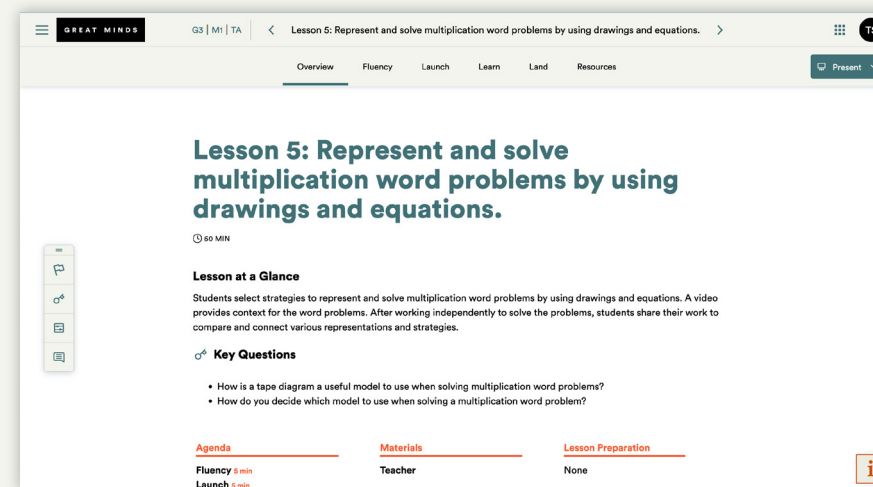 GREAT MINDS
G3 | M1 | TA
Lesson 5: Represent and solve multiplication word problems by using drawings and equations.
TS
Overview Fluency Launch Learn Land Resources
Present
Lesson 5: Represent and solve
multiplication word problems by using
drawings and equations.
60 MIN
Lesson at a Glance
Students select strategies to represent and solve multiplication word problems by using drawings and equations. A video
provides context for the word problems. After working independently to solve the problems, students share their work to
compare and connect various representations and strategies.
Key Questions
• How is a tape diagram a useful model to use when solving multiplication word problems?
• How do you decide which model to use when solving a multiplication word problem?
Agenda Materials Lesson Preparation
Fluency 5 min Teacher None
Launch 5 min
i